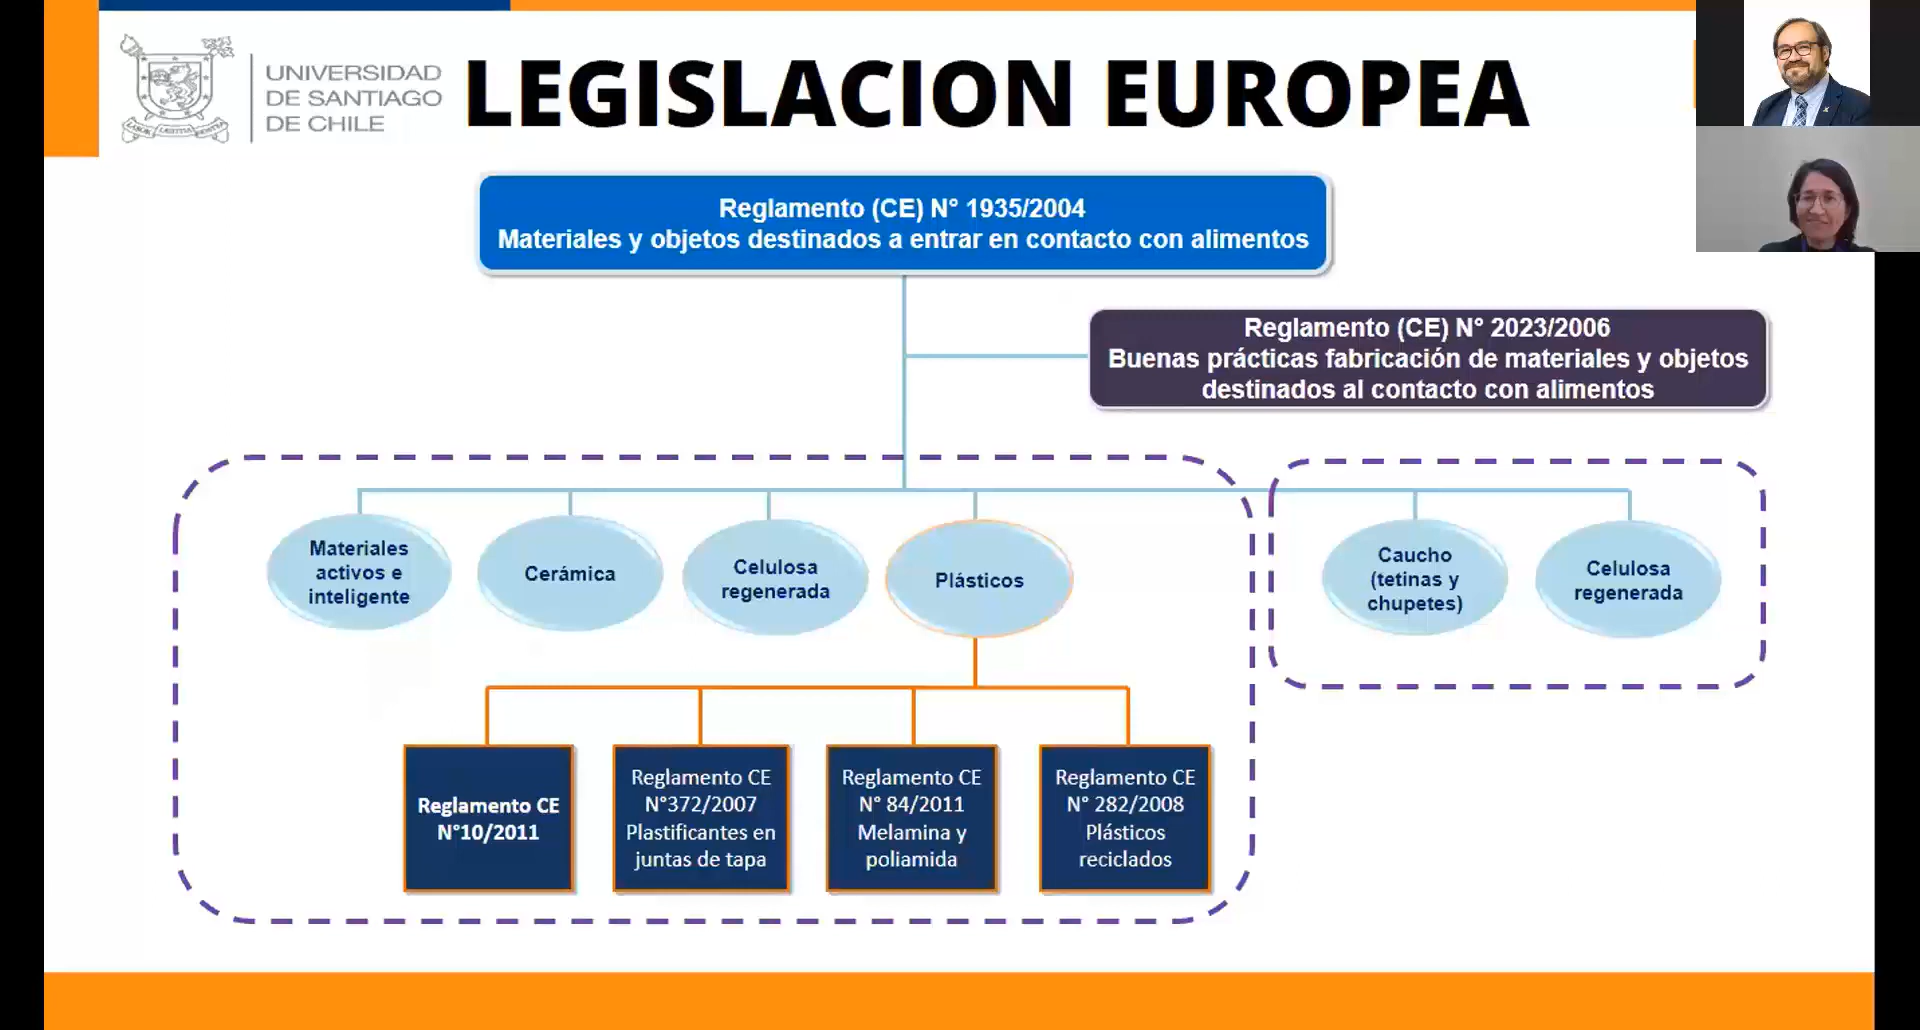 UNIVERSIDAD
DE SANTIAGO
DE CHILE
LEGISLACION EUROPEA
Reglamento (CE) N° 1935/2004
Materiales y objetos destinados a entrar en contacto con alimentos
Reglamento (CE) N° 2023/2006
Buenas prácticas fabricación de materiales y objetos
destinados al contacto con alimentos
Materiales
activos e
inteligente
Cerámica
Celulosa
regenerada
Plásticos
Caucho
(tetinas y
chupetes)
Celulosa
regenerada
Reglamento CE
N°10/2011
Reglamento CE
N°372/2007
Plastificantes en
juntas de tapa
Reglamento CE
N° 84/2011
Melamina y
poliamida
Reglamento CE
N° 282/2008
Plásticos
reciclados